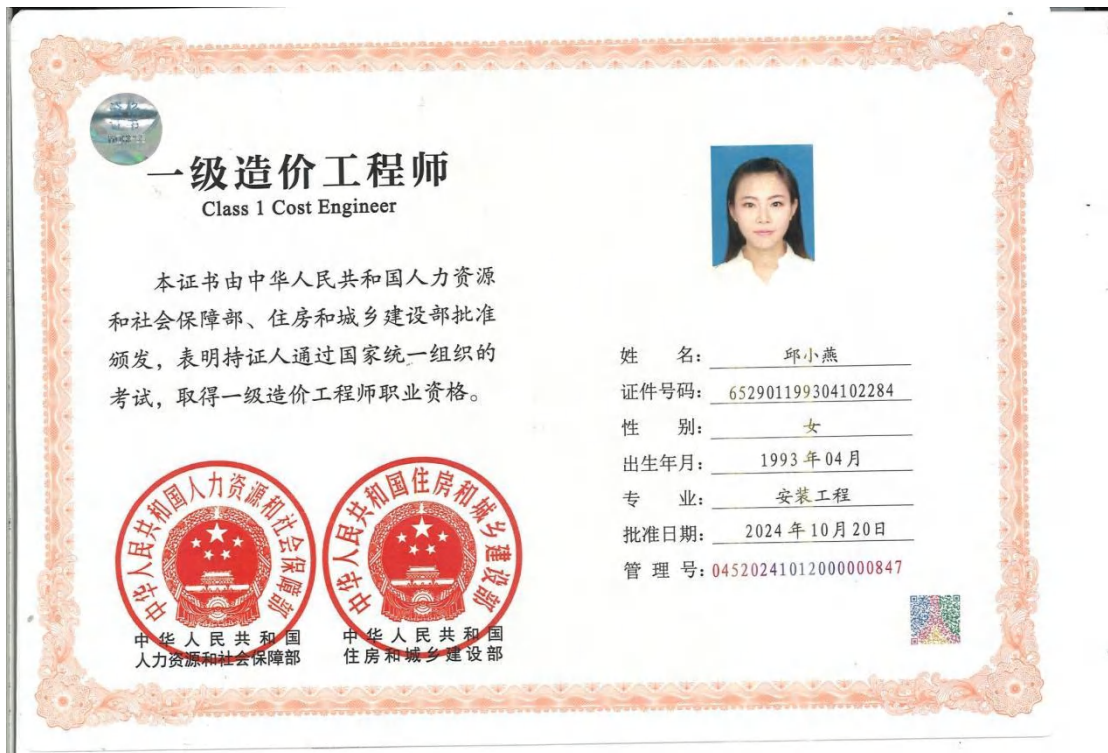 一级造价工程师
Class 1 Cost Engineer
本证书由中华人民共和国人力资源
和社会保障部、住房和城乡建设部批准
颁发，表明持证人通过国家统一组织的
考试，取得一级造价工程师职业资格。
姓 名： 邱小燕
证件号码： 652901199304102284
性 别： 女
出生年月： 1993年04月
专 业： 安装工程
批准日期： 2024年10月20日
管 理 号：04520241012000000847
中华人民共和国人力资源和社会保障部
中华人民共和国住房和城乡建设部
中华人民共和国
人力资源和社会保障部
中华人民共和国
住房和城乡建设部